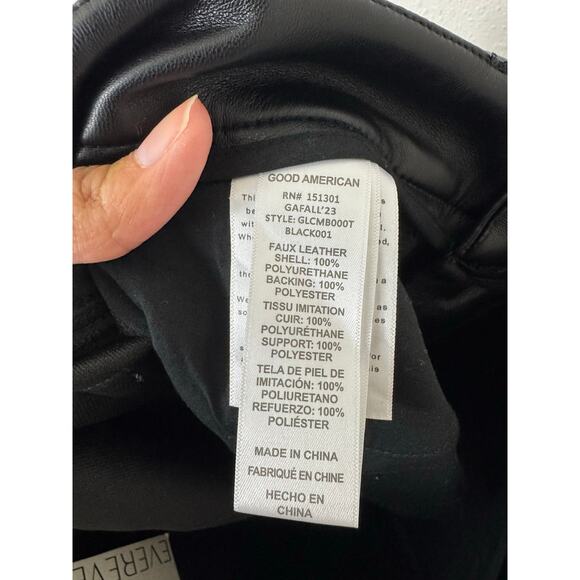 GOOD AMERICAN
RN# 151301
GAFALL'23
STYLE: GLCMB000T
BLACK001
FAUX LEATHER
SHELL: 100%
POLYURETHANE
BACKING: 100%
POLYESTER
TISSU IMITATION
CUIR: 100%
POLYURÉTHANE
SUPPORT: 100%
POLYESTER
TELA DE PIEL DE
IMITACIÓN: 100%
POLIURETANO
REFUERZO: 100%
POLIÉSTER
MADE IN CHINA
FABRIQUÉ EN CHINE
HECHO EN
CHINA